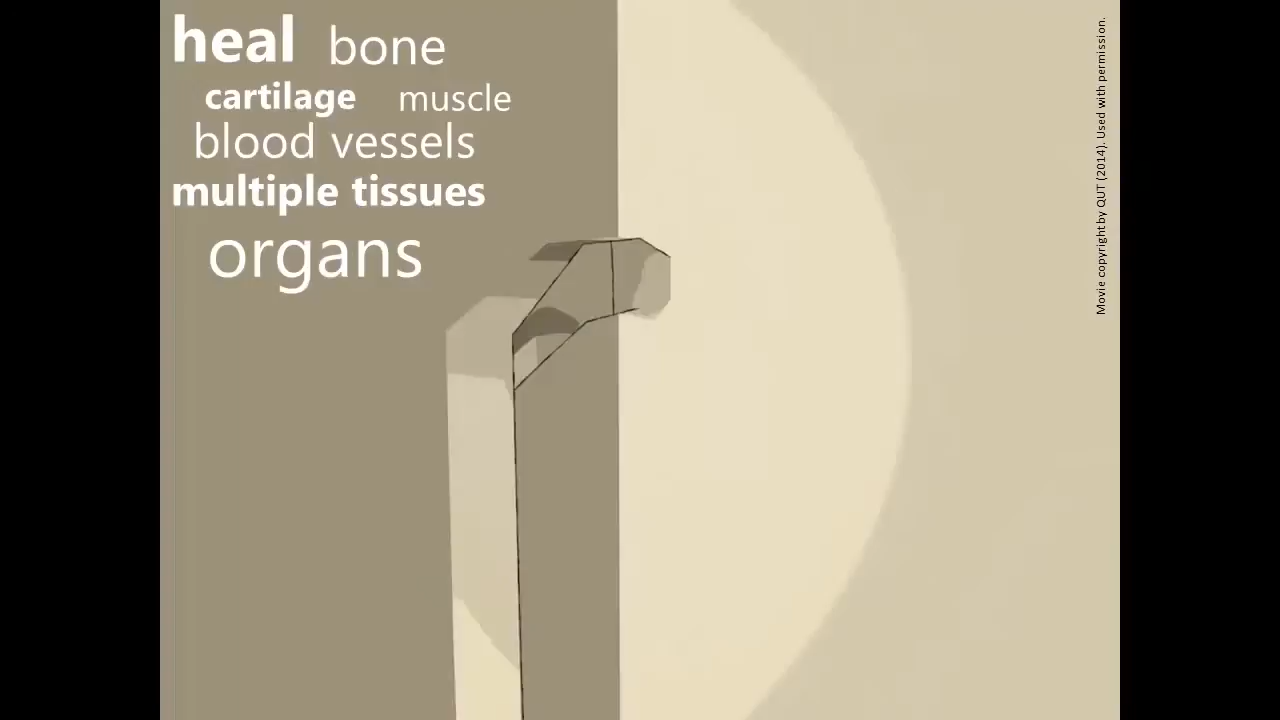 heal bone
cartilage muscle
blood vessels
multiple tissues
organs
Movie copyright by QUT (2014). Used with permission.